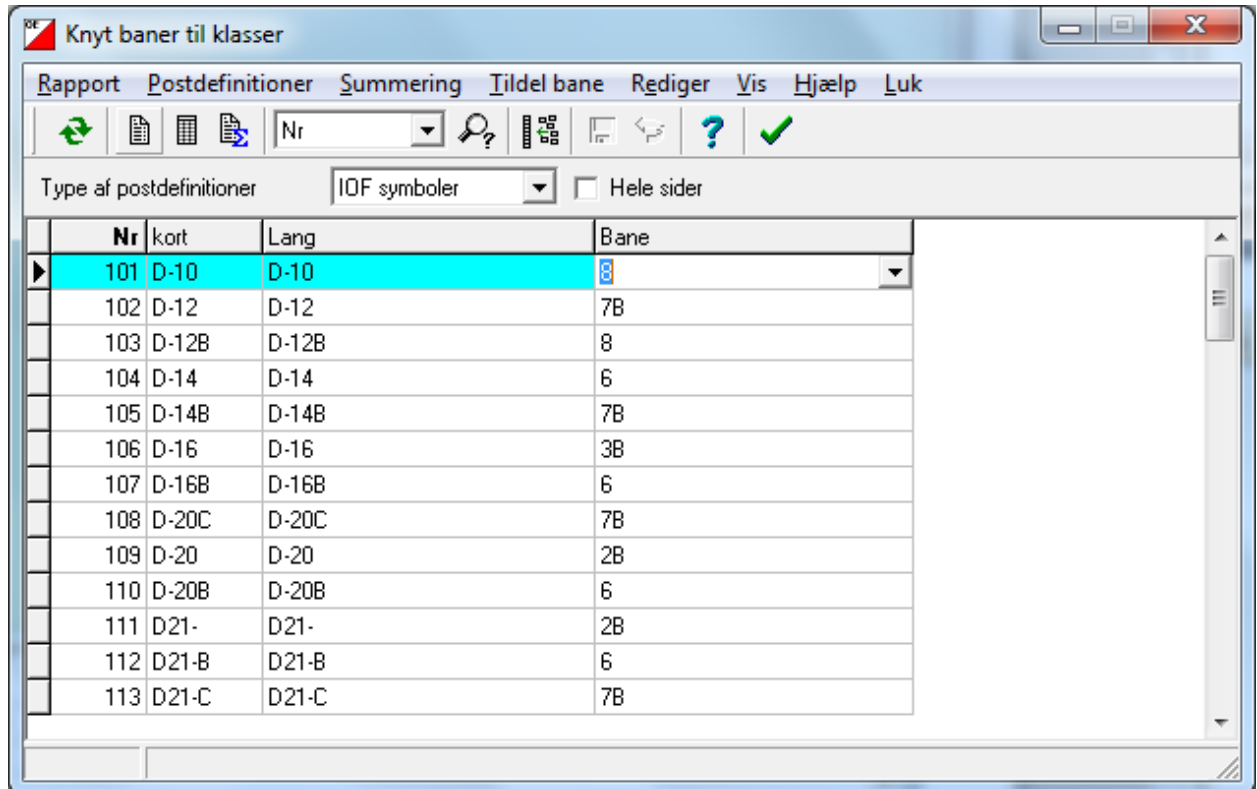 OE Knyt baner til klasser
Rapport Postdefinitioner Summering Tildel bane Rediger Vis Hjælp Luk
Nr
Type af postdefinitioner IOF symboler Hele sider
Nr kort Lang Bane
101 D-10 D-10 8
102 D-12 D-12 7B
103 D-12B D-12B 8
104 D-14 D-14 6
105 D-14B D-14B 7B
106 D-16 D-16 3B
107 D-16B D-16B 6
108 D-20C D-20C 7B
109 D-20 D-20 2B
110 D-20B D-20B 6
111 D21- D21- 2B
112 D21-B D21-B 6
113 D21-C D21-C 7B